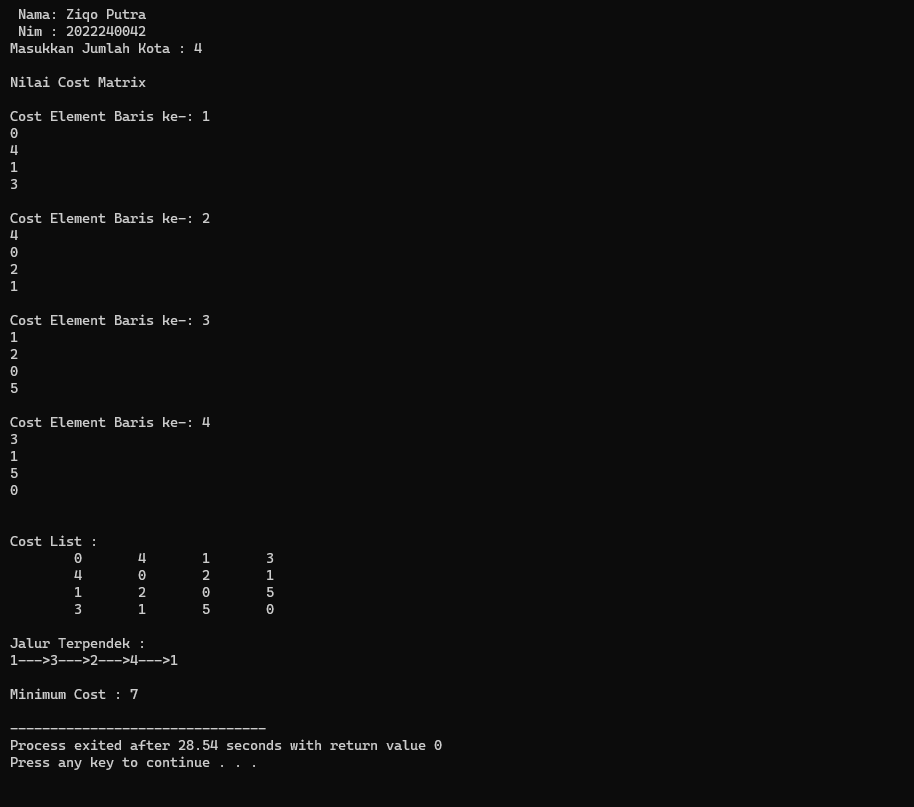 Nama: Ziqo Putra
Nim : 2022240042
Masukkan Jumlah Kota : 4
Nilai Cost Matrix
Cost Element Baris ke-: 1
0
4
1
3
Cost Element Baris ke-: 2
4
0
2
1
Cost Element Baris ke-: 3
1
2
0
5
Cost Element Baris ke-: 4
3
1
5
0
Cost List :
0 4 1 3
4 0 2 1
1 2 0 5
3 1 5 0
Jalur Terpendek :
1--->3--->2--->4--->1
Minimum Cost : 7
--------------------------------
Process exited after 28.54 seconds with return value 0
Press any key to continue . . .